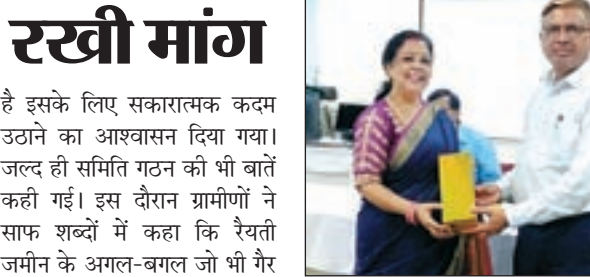 रखी मांग
है इसके लिए सकारात्मक कदम
उठाने का आश्वासन दिया गया।
जल्द ही समिति गठन की भी बातें
कही गई। इस दौरान ग्रामीणों ने
साफ शब्दों में कहा कि रैयती
जमीन के अगल-बगल जो भी गैर